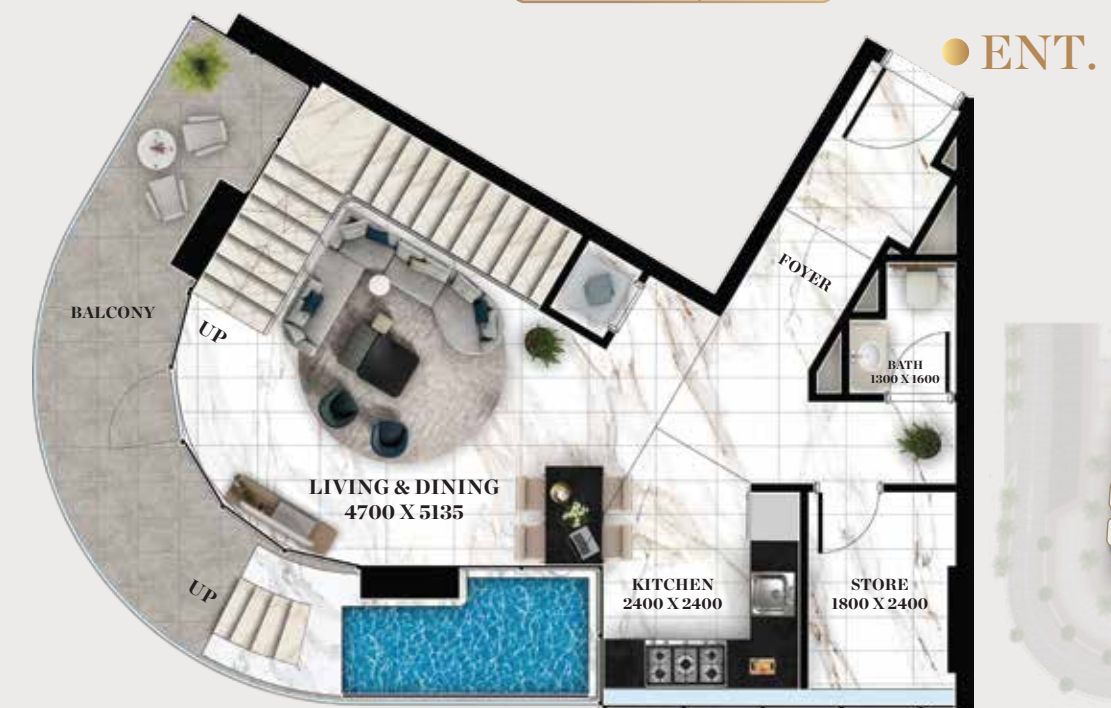 ENT.
FOYER
BALCONY
UP
BATH
1300 X 1600
LIVING & DINING
4700 X 5135
UP
KITCHEN
2400 X 2400
STORE
1800 X 2400